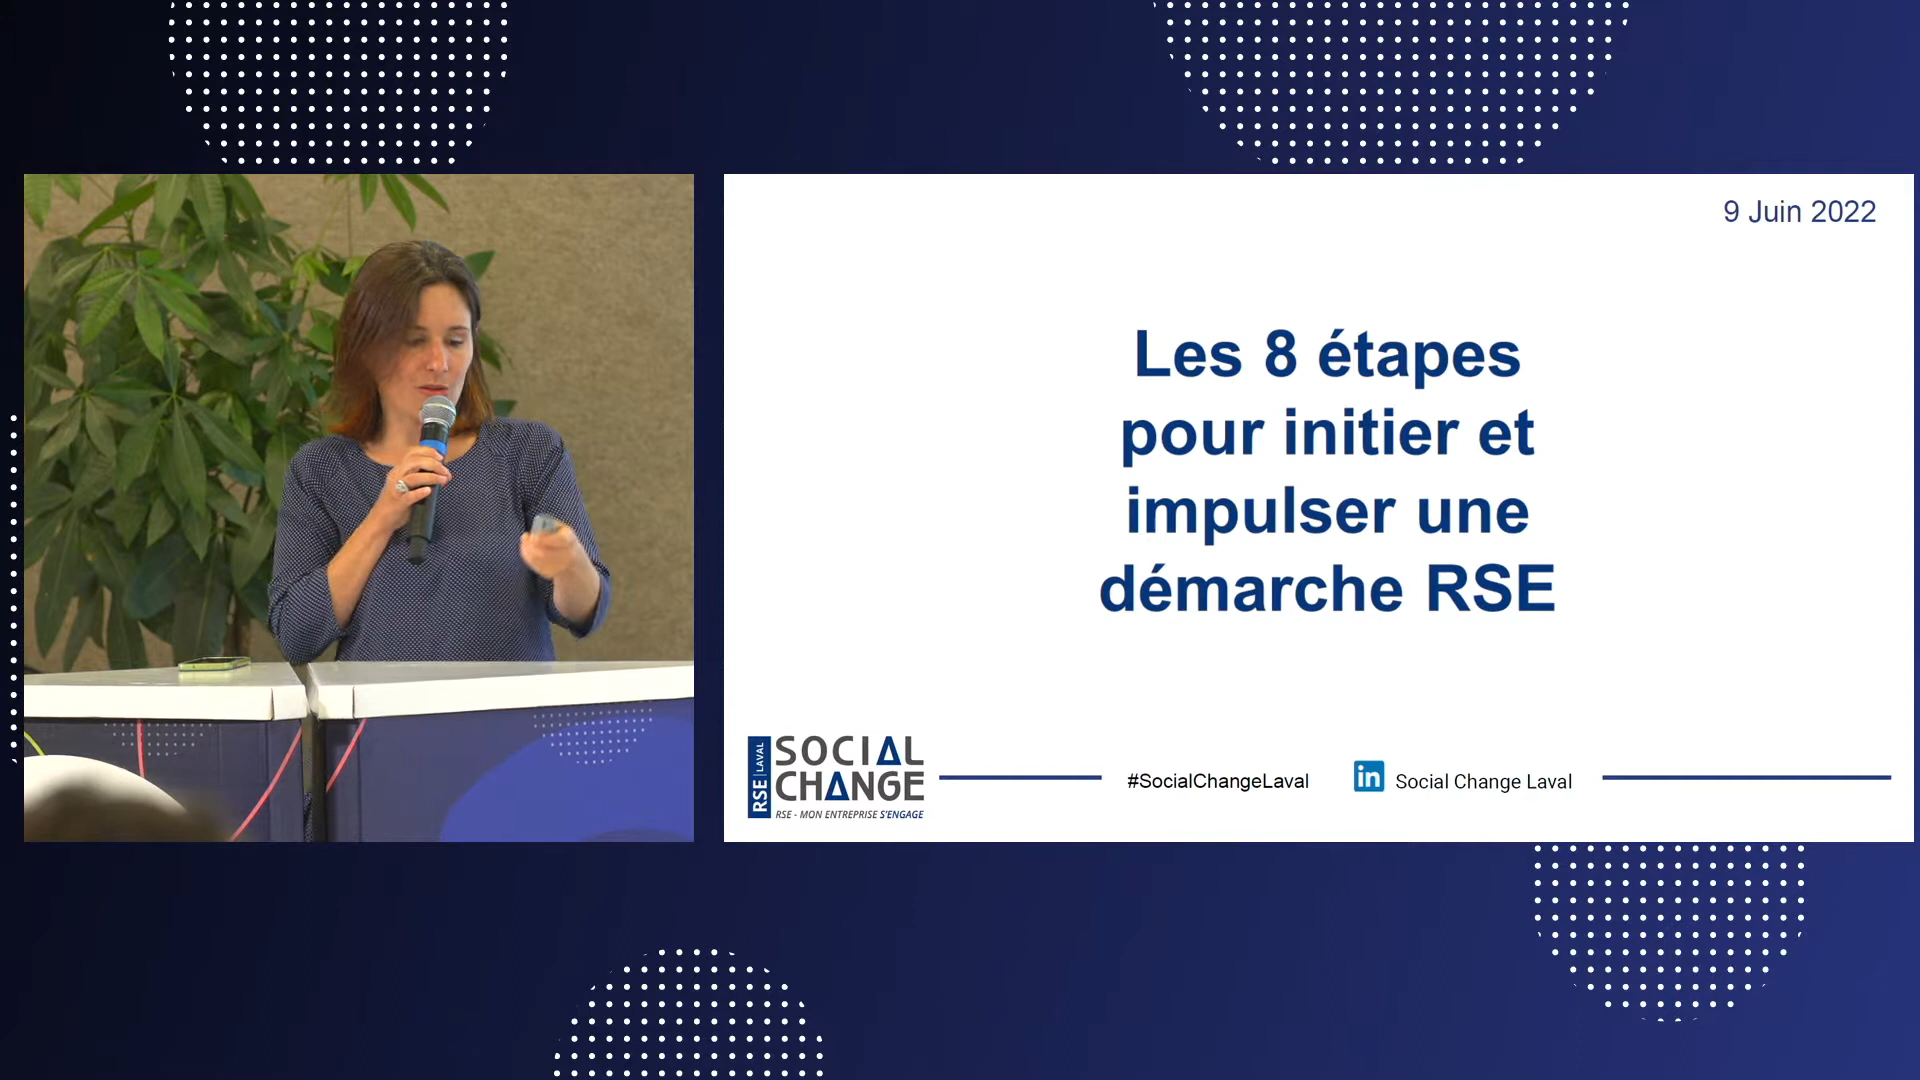 9 Juin 2022
Les 8 étapes
pour initier et
impulser une
démarche RSE
RSE | LAVAL
SOCIAL
CHANGE
RSE - MON ENTREPRISE S'ENGAGE
#SocialChangeLaval
in Social Change Laval